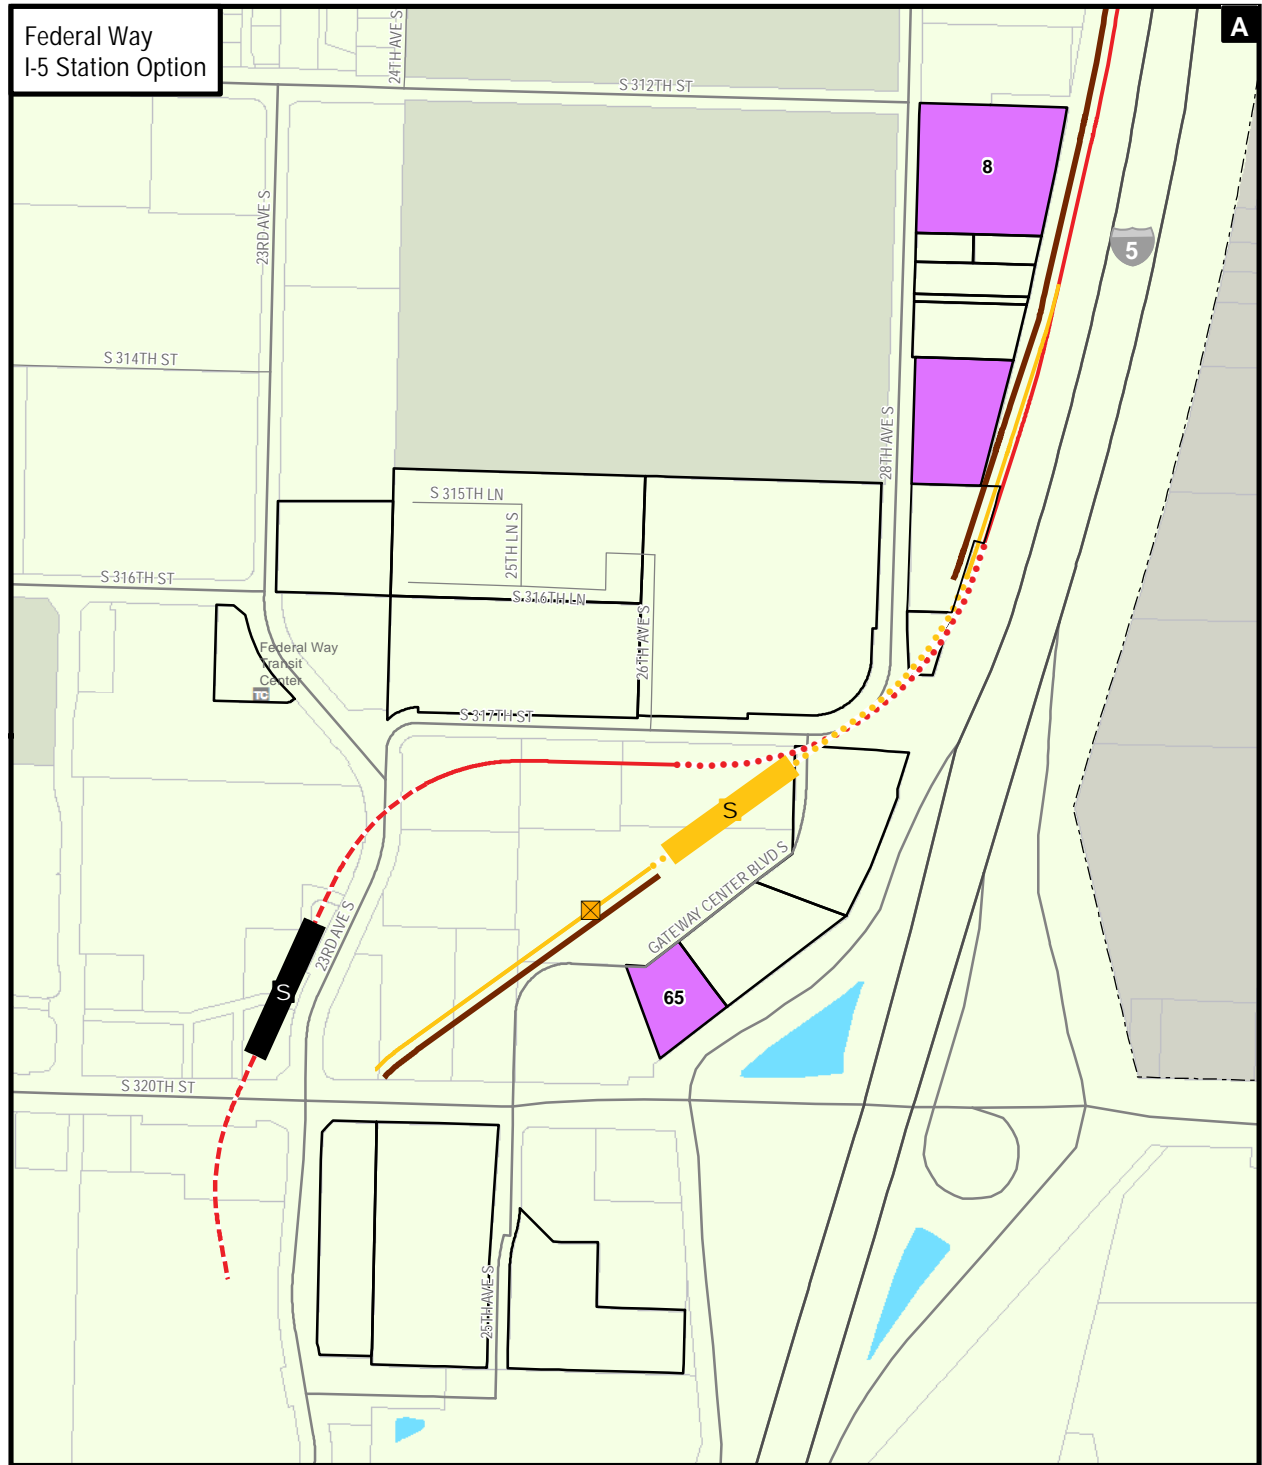 Federal Way
I-5 Station Option
A
24TH AVE S
S 312TH ST
8
23RD AVE S
5
S 314TH ST
28TH AVE S
S 315TH LN
25TH LN S
S 316TH ST
S 316TH LN
26TH AVE S
Federal Way
Transit
Center
TC
S 317TH ST
S
GATEWAY CENTER BLVD S
23RD AVE S
S
65
S 320TH ST
25TH AVE S